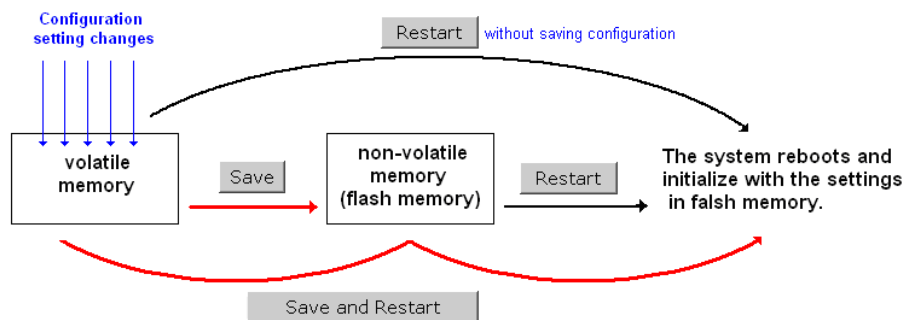 Configuration
setting changes
Restart without saving configuration
volatile
memory
Save
non-volatile
memory
(flash memory)
Restart
The system reboots and
initialize with the settings
in falsh memory.
Save and Restart